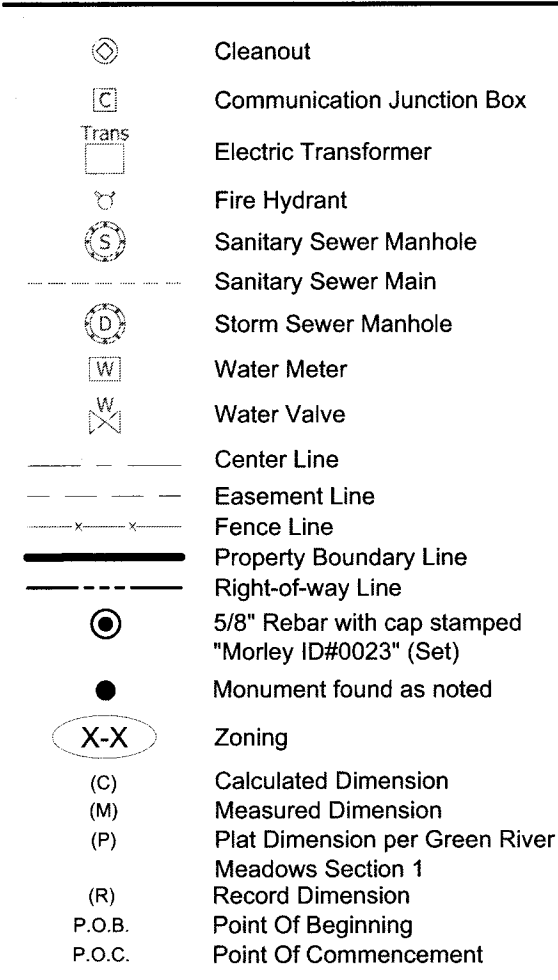 Cleanout
C Communication Junction Box
Trans
Electric Transformer
Fire Hydrant
S Sanitary Sewer Manhole
Sanitary Sewer Main
D Storm Sewer Manhole
W Water Meter
W
Water Valve
Center Line
Easement Line
x x Fence Line
Property Boundary Line
Right-of-way Line
5/8" Rebar with cap stamped
"Morley ID#0023" (Set)
Monument found as noted
X-X Zoning
(C) Calculated Dimension
(M) Measured Dimension
(P) Plat Dimension per Green River
Meadows Section 1
(R) Record Dimension
P.O.B. Point Of Beginning
P.O.C. Point Of Commencement